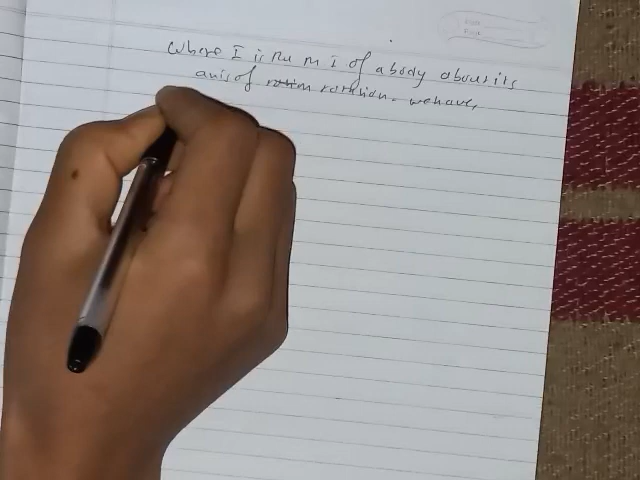 where I is the M I of a body about its
axis of rotation. we have,